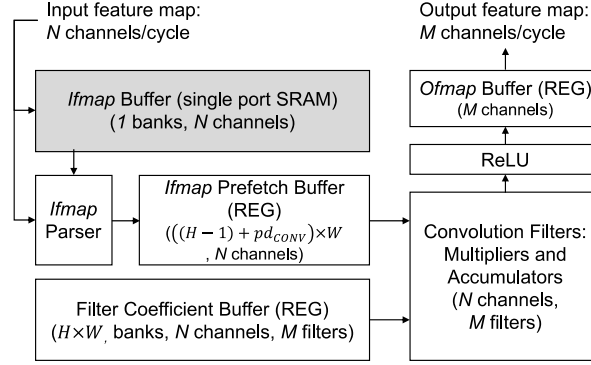 Input feature map:
N channels/cycle
Output feature map:
M channels/cycle
Ifmap Buffer (single port SRAM)
(1 banks, N channels)
Ofmap Buffer (REG)
(M channels)
ReLU
Ifmap
Parser
Ifmap Prefetch Buffer
(REG)
(((H − 1) + pd_CONV)×W
, N channels)
Convolution Filters:
Multipliers and
Accumulators
(N channels,
M filters)
Filter Coefficient Buffer (REG)
(H×W, banks, N channels, M filters)